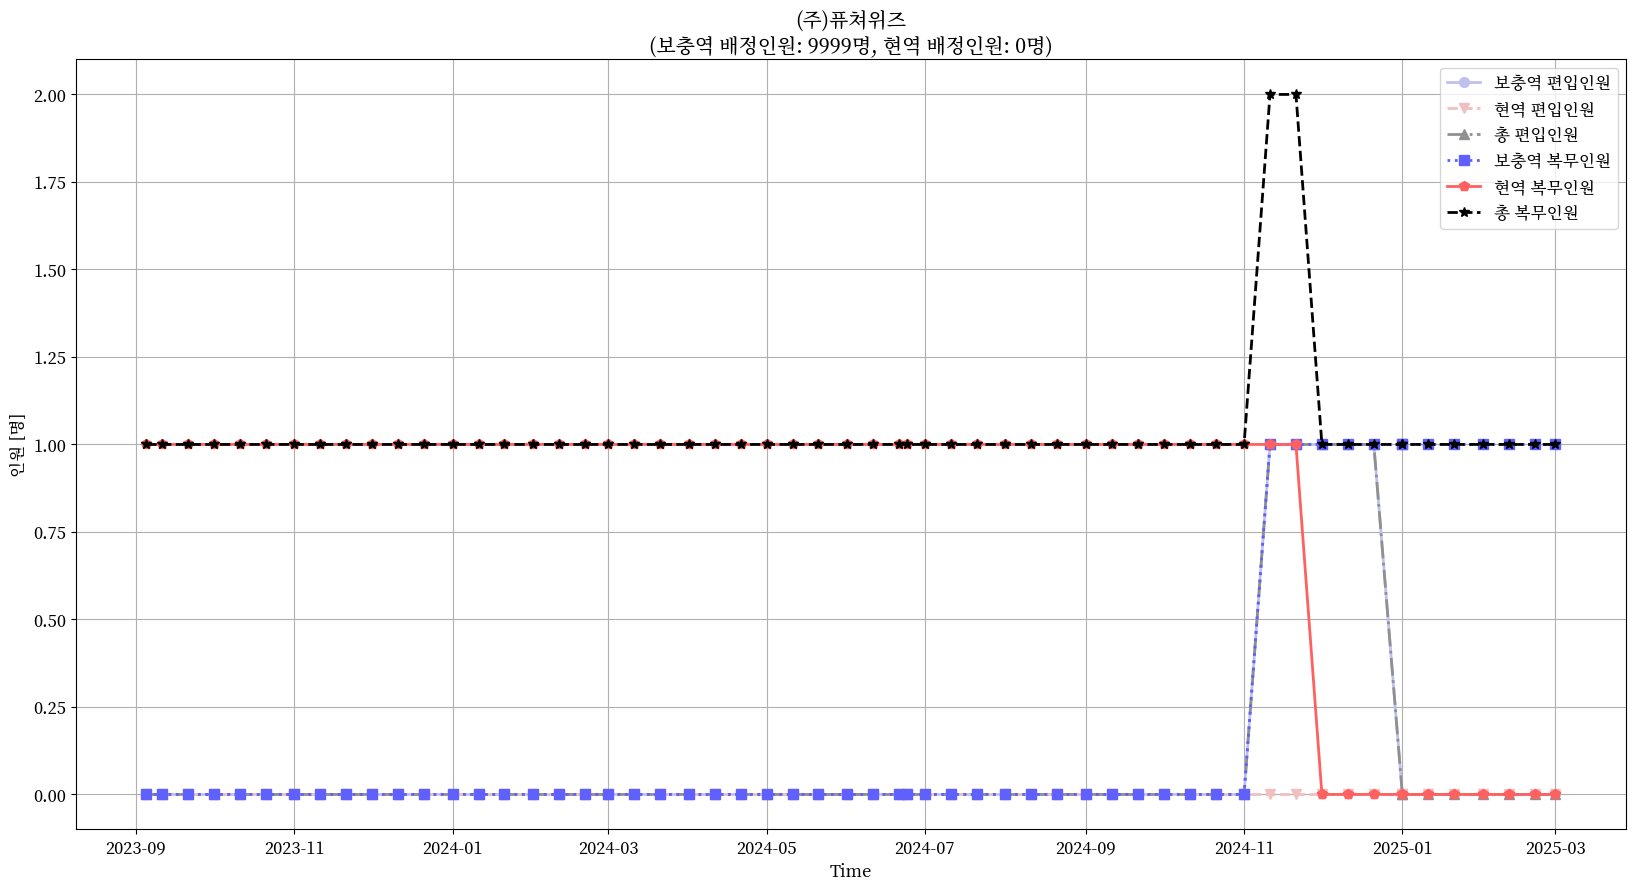 (주)퓨쳐위즈
(보충역 배정인원: 9999명, 현역 배정인원: 0명)
보충역 편입인원
현역 편입인원
총 편입인원
보충역 복무인원
현역 복무인원
총 복무인원
인원 [명]
2.00
1.75
1.50
1.25
1.00
0.75
0.50
0.25
0.00
2023-09 2023-11 2024-01 2024-03 2024-05 2024-07 2024-09 2024-11 2025-01 2025-03
Time